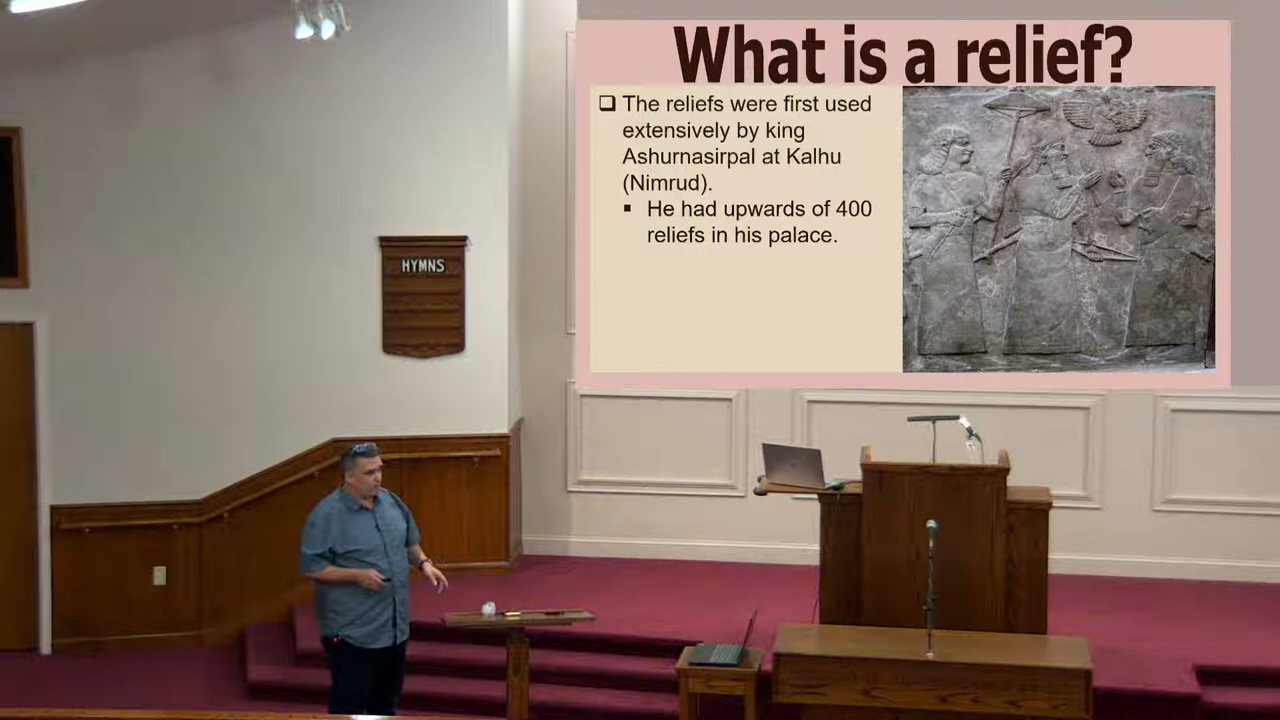 What is a relief?
❑ The reliefs were first used
extensively by king
Ashurnasirpal at Kalhu
(Nimrud).
▪ He had upwards of 400
reliefs in his palace.
HYMNS